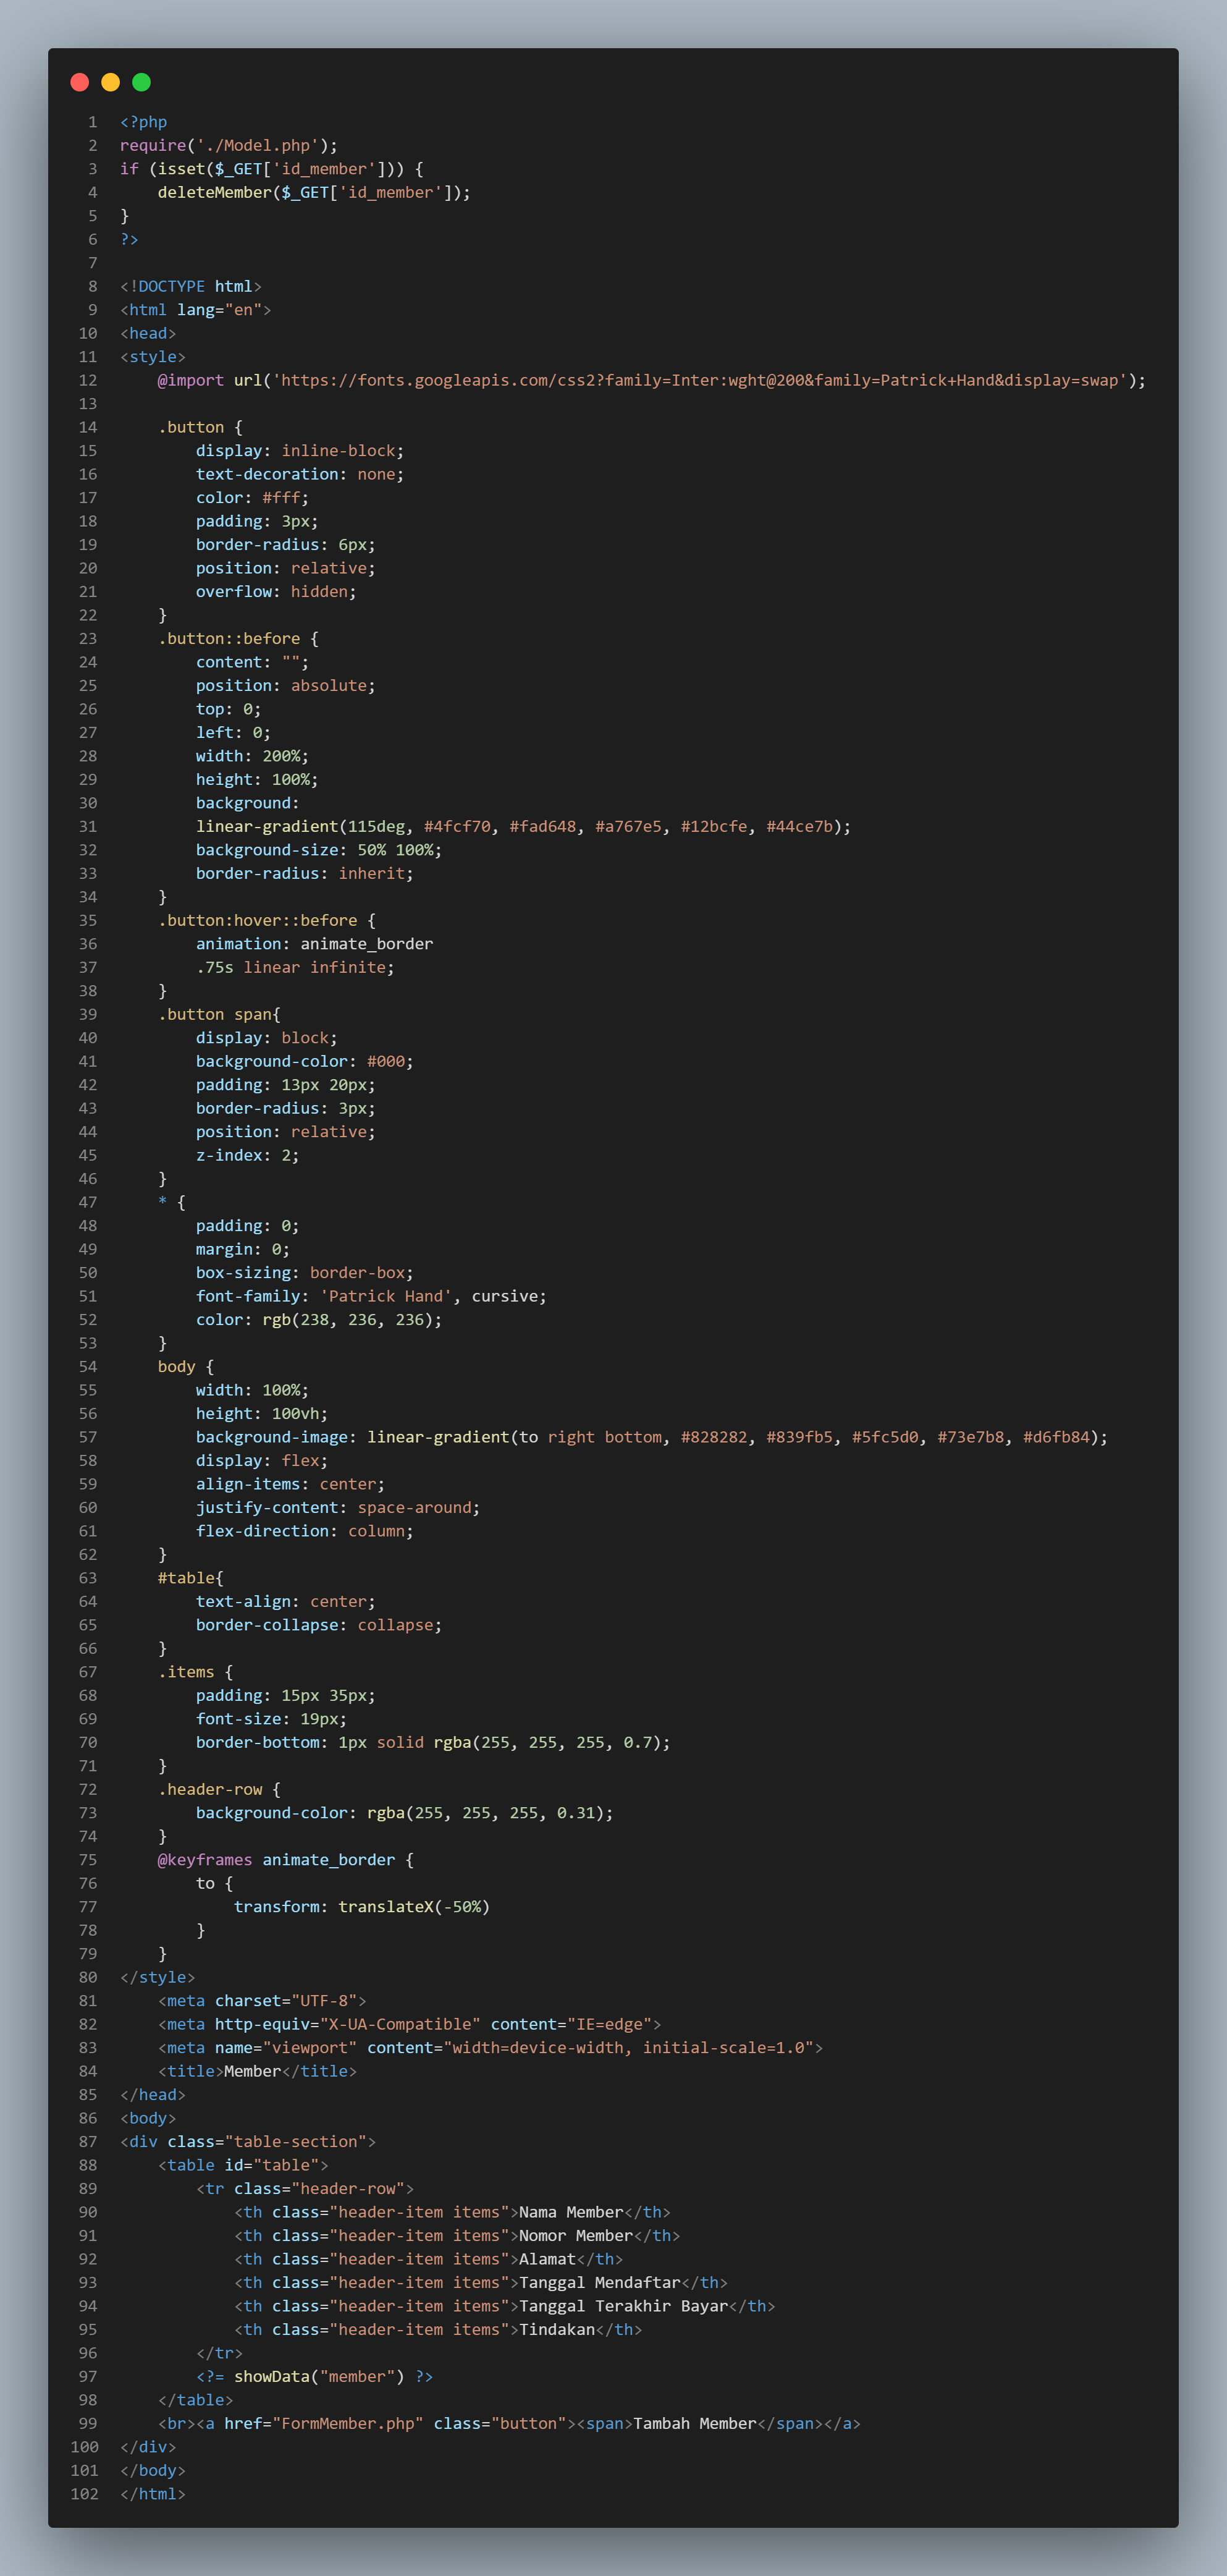 1 <?php
2 require('./Model.php');
3 if (isset($_GET['id_member'])) {
4     deleteMember($_GET['id_member']);
5 }
6 ?>
7
8 <!DOCTYPE html>
9 <html lang="en">
10 <head>
11 <style>
12     @import url('https://fonts.googleapis.com/css2?family=Inter:wght@200&family=Patrick+Hand&display=swap');
13
14     .button {
15         display: inline-block;
16         text-decoration: none;
17         color: #fff;
18         padding: 3px;
19         border-radius: 6px;
20         position: relative;
21         overflow: hidden;
22     }
23     .button::before {
24         content: "";
25         position: absolute;
26         top: 0;
27         left: 0;
28         width: 200%;
29         height: 100%;
30         background:
31         linear-gradient(115deg, #4fcf70, #fad648, #a767e5, #12bcfe, #44ce7b);
32         background-size: 50% 100%;
33         border-radius: inherit;
34     }
35     .button:hover::before {
36         animation: animate_border
37         .75s linear infinite;
38     }
39     .button span{
40         display: block;
41         background-color: #000;
42         padding: 13px 20px;
43         border-radius: 3px;
44         position: relative;
45         z-index: 2;
46     }
47     * {
48         padding: 0;
49         margin: 0;
50         box-sizing: border-box;
51         font-family: 'Patrick Hand', cursive;
52         color: rgb(238, 236, 236);
53     }
54     body {
55         width: 100%;
56         height: 100vh;
57         background-image: linear-gradient(to right bottom, #828282, #839fb5, #5fc5d0, #73e7b8, #d6fb84);
58         display: flex;
59         align-items: center;
60         justify-content: space-around;
61         flex-direction: column;
62     }
63     #table{
64         text-align: center;
65         border-collapse: collapse;
66     }
67     .items {
68         padding: 15px 35px;
69         font-size: 19px;
70         border-bottom: 1px solid rgba(255, 255, 255, 0.7);
71     }
72     .header-row {
73         background-color: rgba(255, 255, 255, 0.31);
74     }
75     @keyframes animate_border {
76         to {
77             transform: translateX(-50%)
78         }
79     }
80 </style>
81     <meta charset="UTF-8">
82     <meta http-equiv="X-UA-Compatible" content="IE=edge">
83     <meta name="viewport" content="width=device-width, initial-scale=1.0">
84     <title>Member</title>
85 </head>
86 <body>
87 <div class="table-section">
88     <table id="table">
89         <tr class="header-row">
90             <th class="header-item items">Nama Member</th>
91             <th class="header-item items">Nomor Member</th>
92             <th class="header-item items">Alamat</th>
93             <th class="header-item items">Tanggal Mendaftar</th>
94             <th class="header-item items">Tanggal Terakhir Bayar</th>
95             <th class="header-item items">Tindakan</th>
96         </tr>
97         <?= showData("member") ?>
98     </table>
99     <br><a href="FormMember.php" class="button"><span>Tambah Member</span></a>
100 </div>
101 </body>
102 </html>